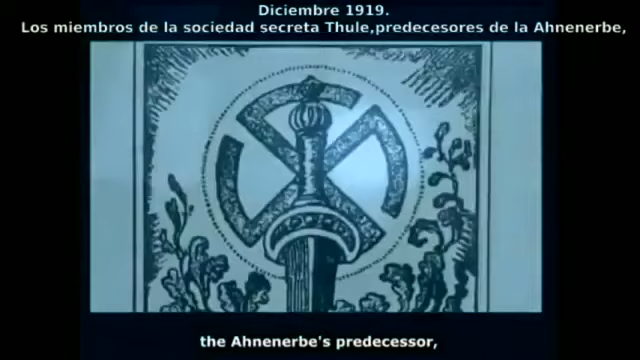 Diciembre 1919.
Los miembros de la sociedad secreta Thule,predecesores de la Ahnenerbe,
the Ahnenerbe's predecessor,